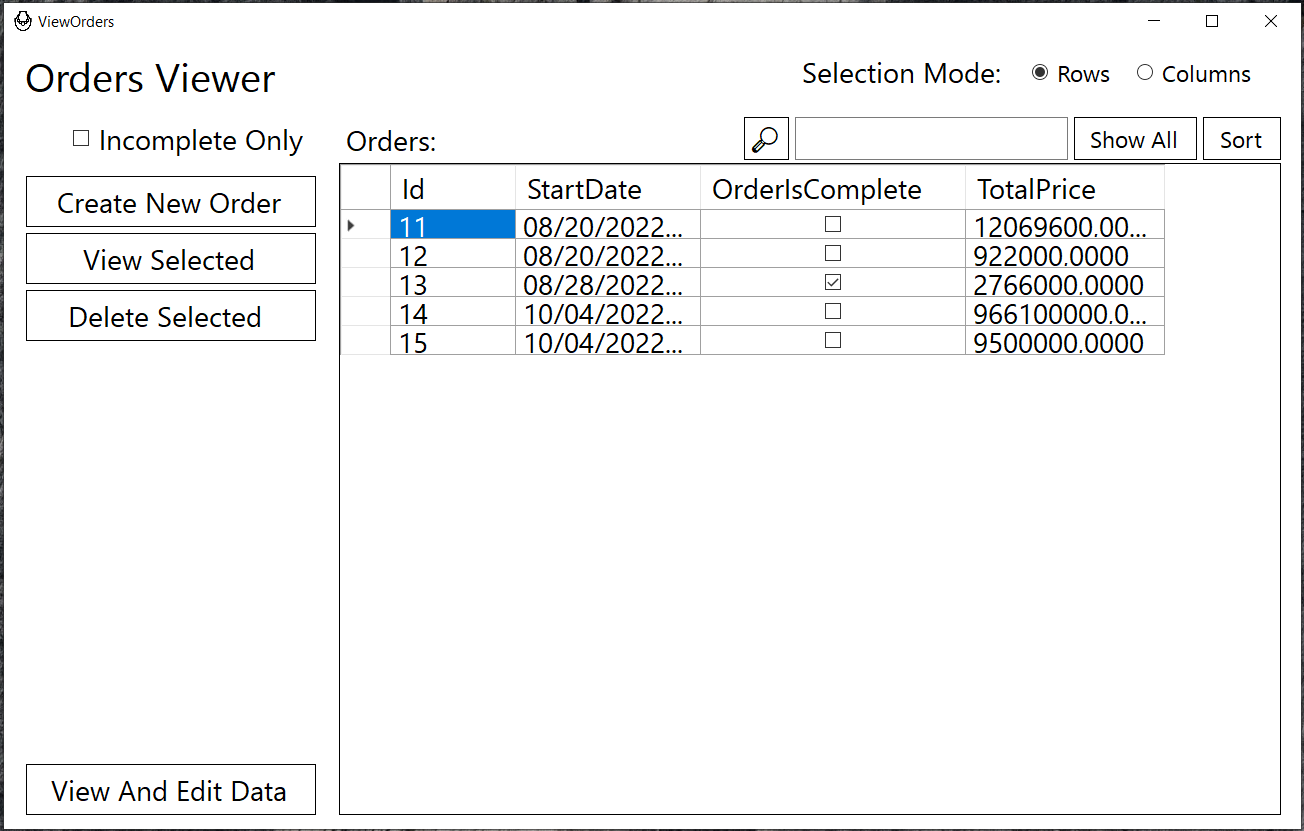 ViewOrders
Orders Viewer
Selection Mode: Rows Columns
Incomplete Only
Orders:
Show All
Sort
Create New Order
View Selected
Delete Selected
Id StartDate OrderIsComplete TotalPrice
11 08/20/2022... 12069600.00...
12 08/20/2022... 922000.0000
13 08/28/2022... 2766000.0000
14 10/04/2022... 966100000.0...
15 10/04/2022... 9500000.0000
View And Edit Data